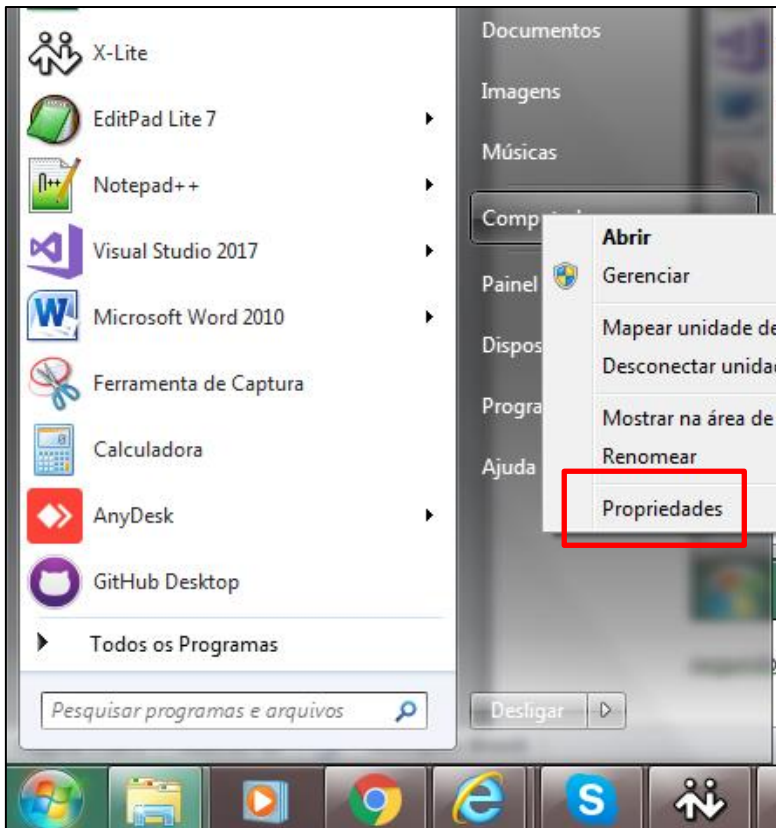 X-Lite
EditPad Lite 7
Notepad++
Visual Studio 2017
Microsoft Word 2010
Ferramenta de Captura
Calculadora
AnyDesk
GitHub Desktop
Todos os Programas
Pesquisar programas e arquivos
Documentos
Imagens
Músicas
Comp
Painel
Dispos
Progra
Ajuda
Desligar
Abrir
Gerenciar
Mapear unidade de
Desconectar unida
Mostrar na área de
Renomear
Propriedades